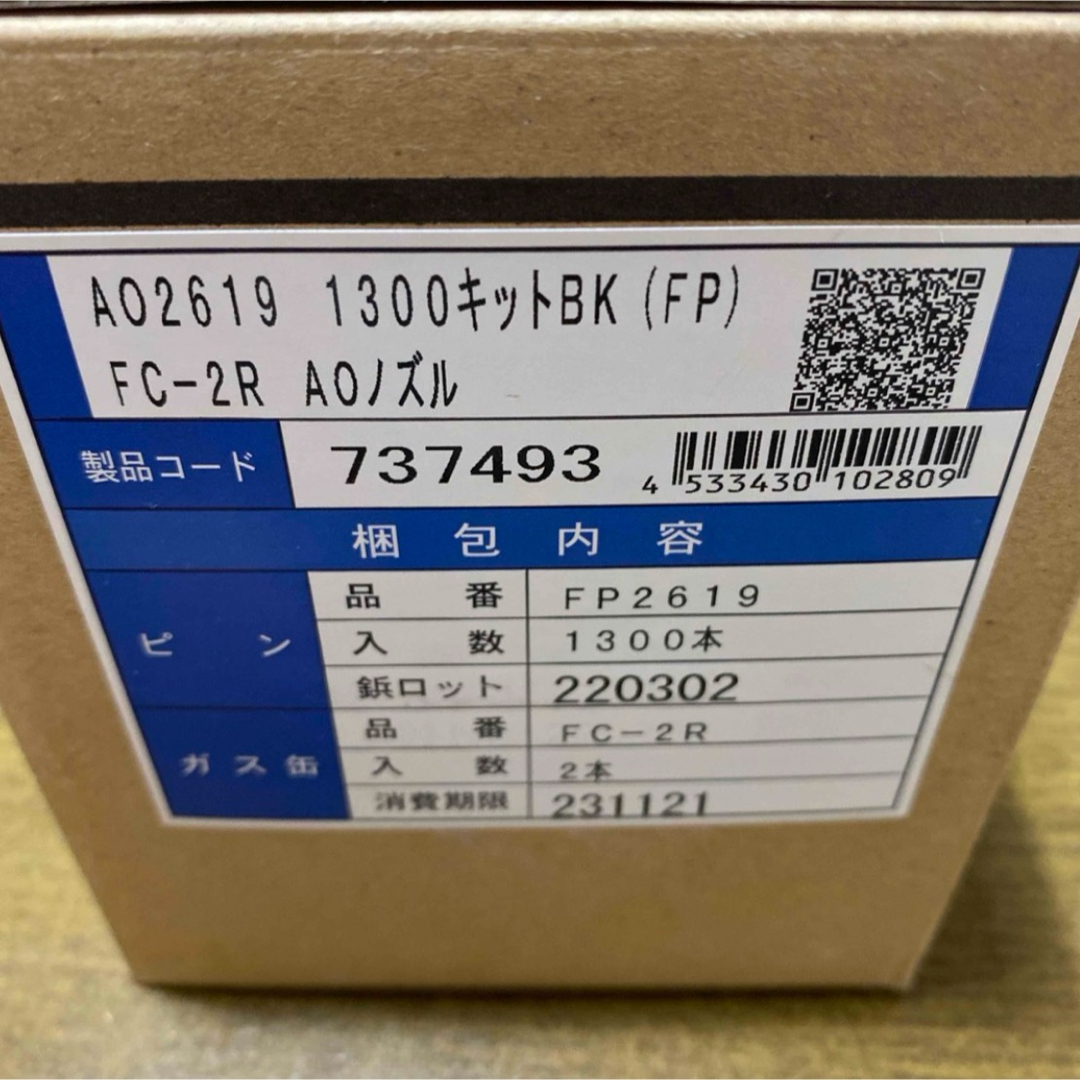 AO2619 1300キットBK(FP)
FC-2R AOノズル
製品コード 737493
4 533430 102809
梱包内容
ピン
品番 FP2619
入数 1300本
鋲ロット 220302
ガス缶
品番 FC-2R
入数 2本
消費期限 231121